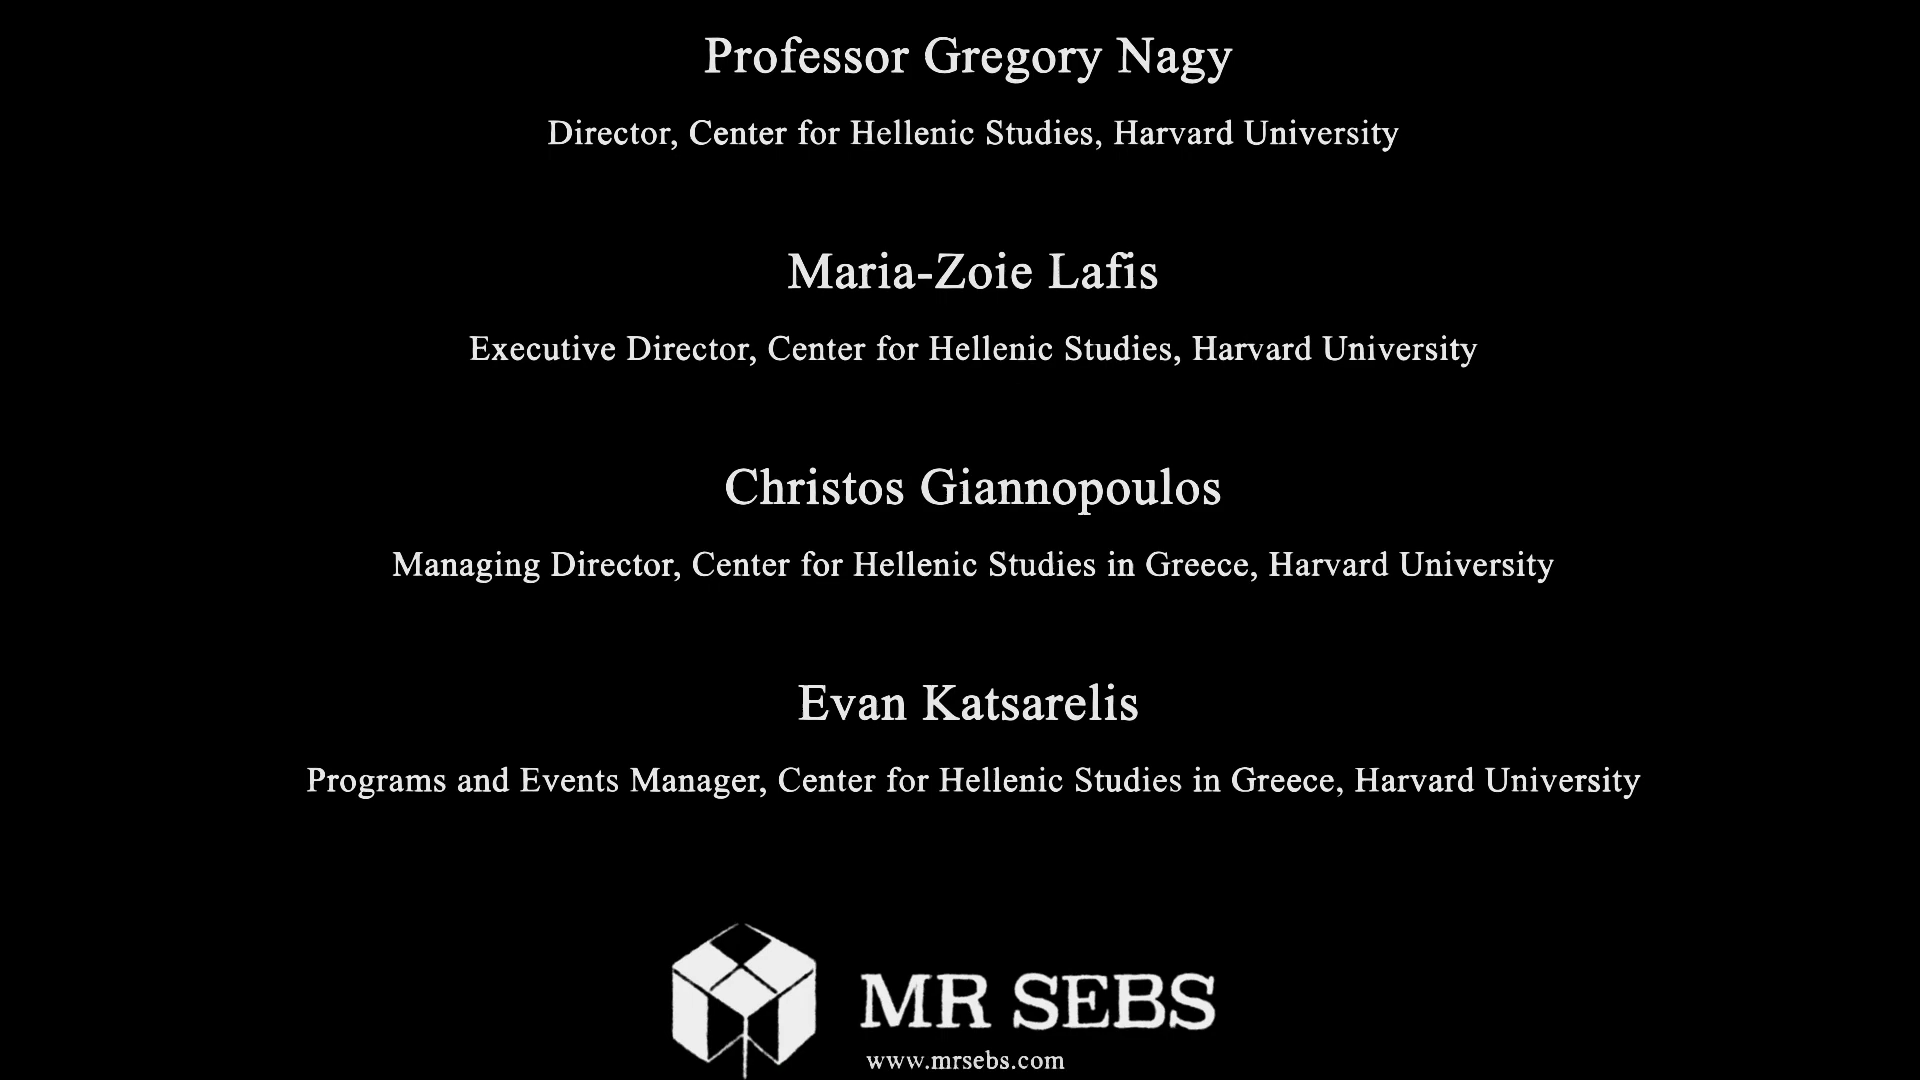 Professor Gregory Nagy
Director, Center for Hellenic Studies, Harvard University
Maria-Zoie Lafis
Executive Director, Center for Hellenic Studies, Harvard University
Christos Giannopoulos
Managing Director, Center for Hellenic Studies in Greece, Harvard University
Evan Katsarelis
Programs and Events Manager, Center for Hellenic Studies in Greece, Harvard University
MR SEBS
www.mrsebs.com